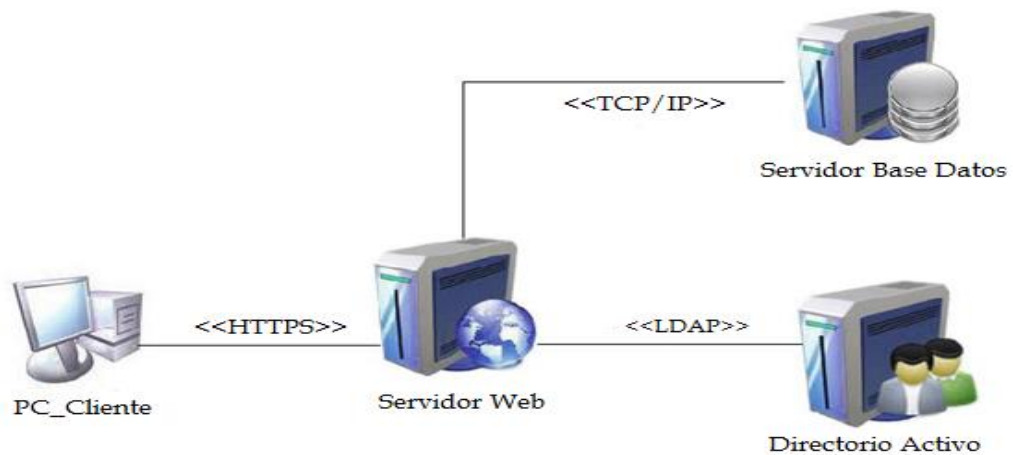 <<TCP/IP>>
Servidor Base Datos
<<HTTPS>>
<<LDAP>>
PC_Cliente
Servidor Web
Directorio Activo